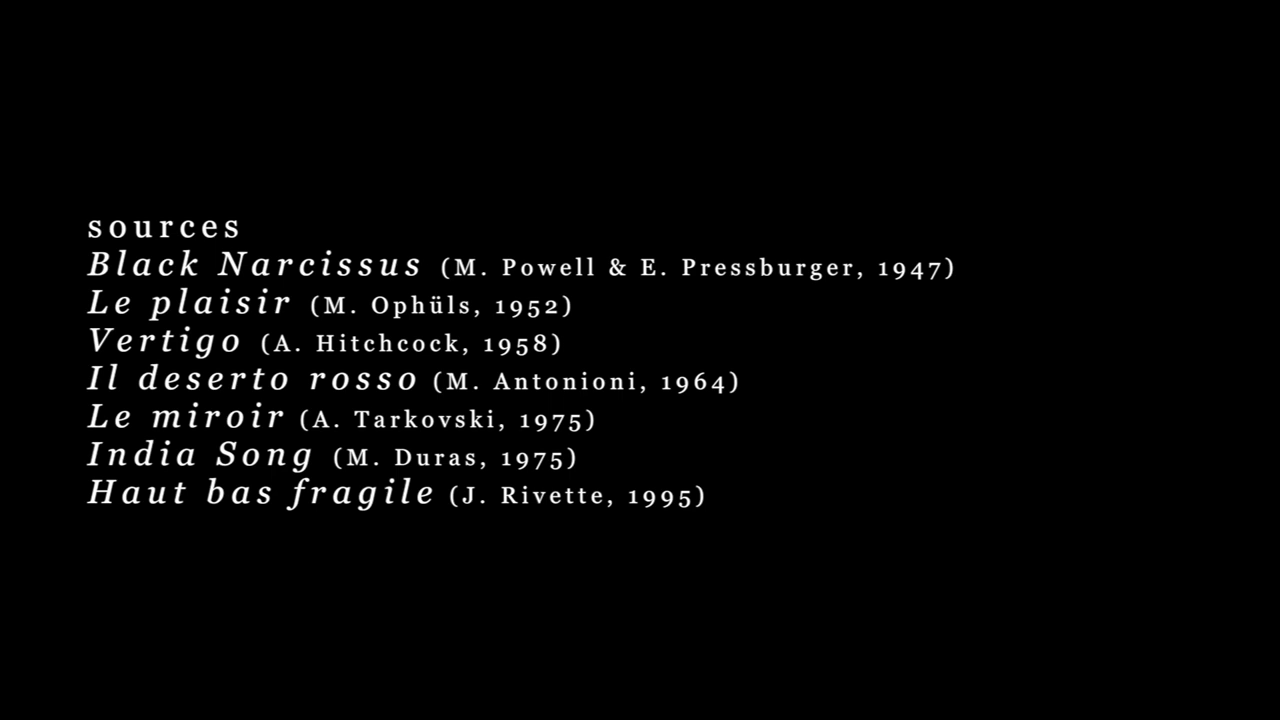 sources
Black Narcissus (M. Powell & E. Pressburger, 1947)
Le plaisir (M. Ophüls, 1952)
Vertigo (A. Hitchcock, 1958)
Il deserto rosso (M. Antonioni, 1964)
Le miroir (A. Tarkovski, 1975)
India Song (M. Duras, 1975)
Haut bas fragile (J. Rivette, 1995)